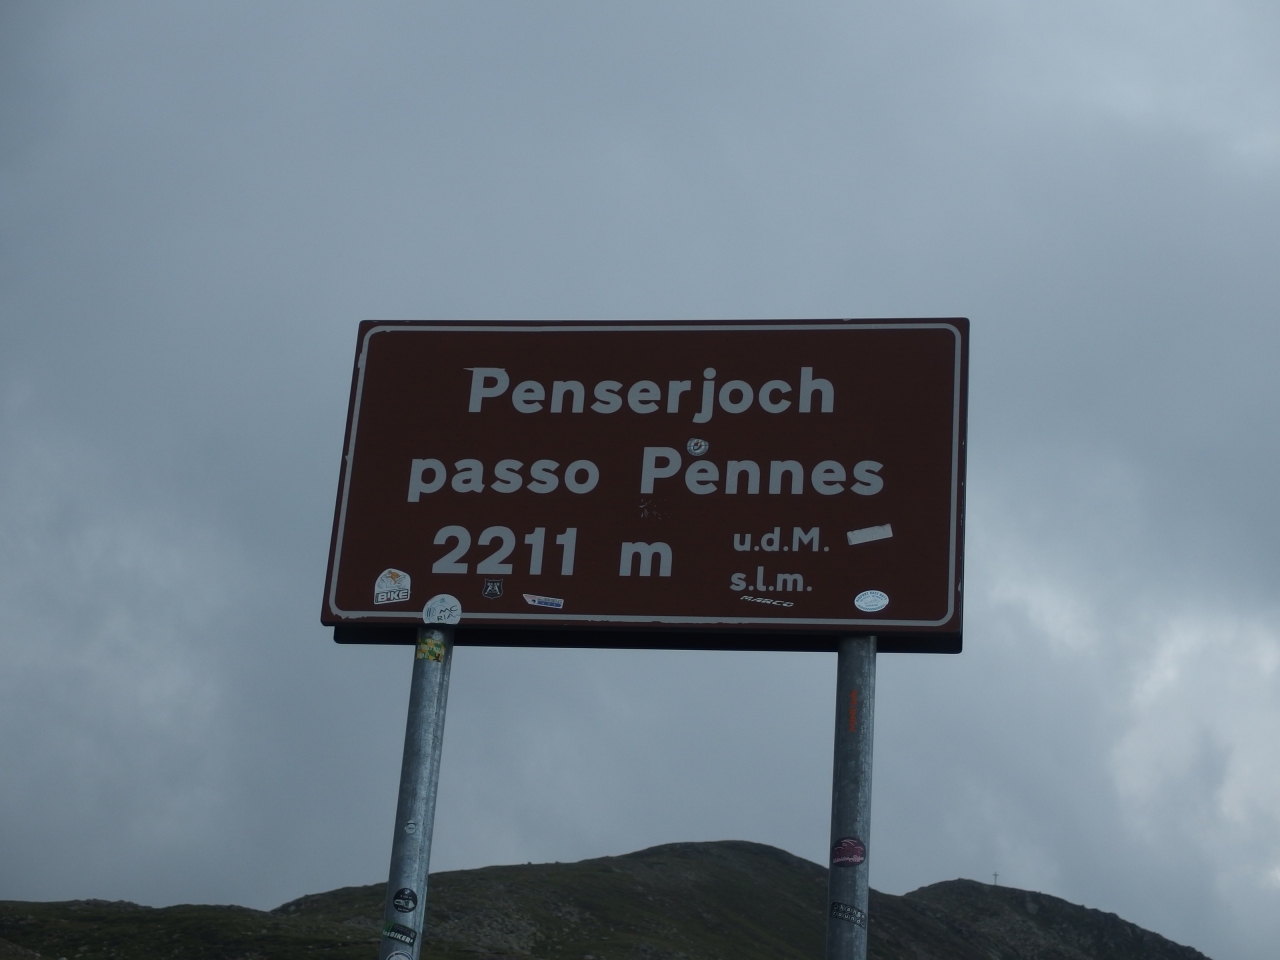 Penserjoch
passo Pennes
2211 m u.d.M.
s.l.m.
BIKE
MARCO